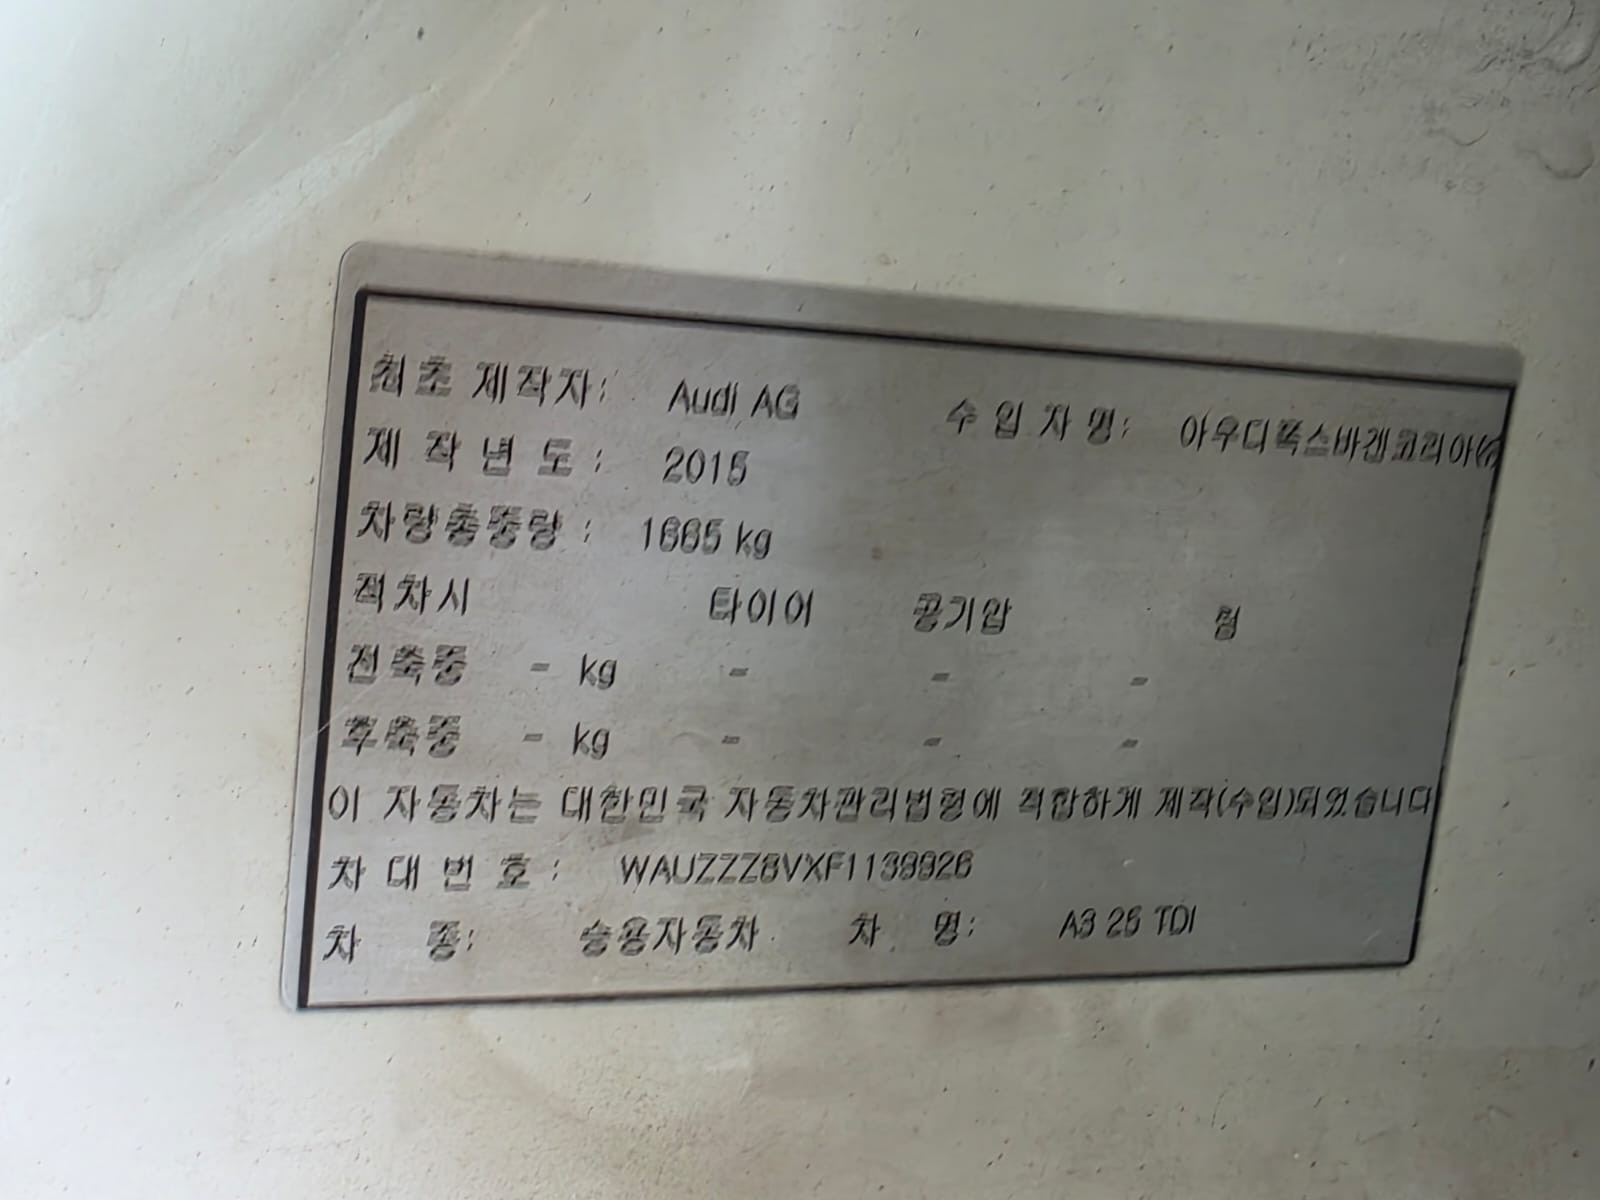 최초 제작자: Audi AG 수입자명: 아우디폭스바겐코리아(
제 작 년 도 : 2015
차량총중량 : kg
적차시 타이어 공기압 림
전축중 - kg - - -
후축중 - kg - - -
이 자동차는 대한민국 자동차관리법령에 적합하게 제작(수입)되었습니다
차 대 번 호 :
차 종: 승용자동차 차 명: A3 25 TDI